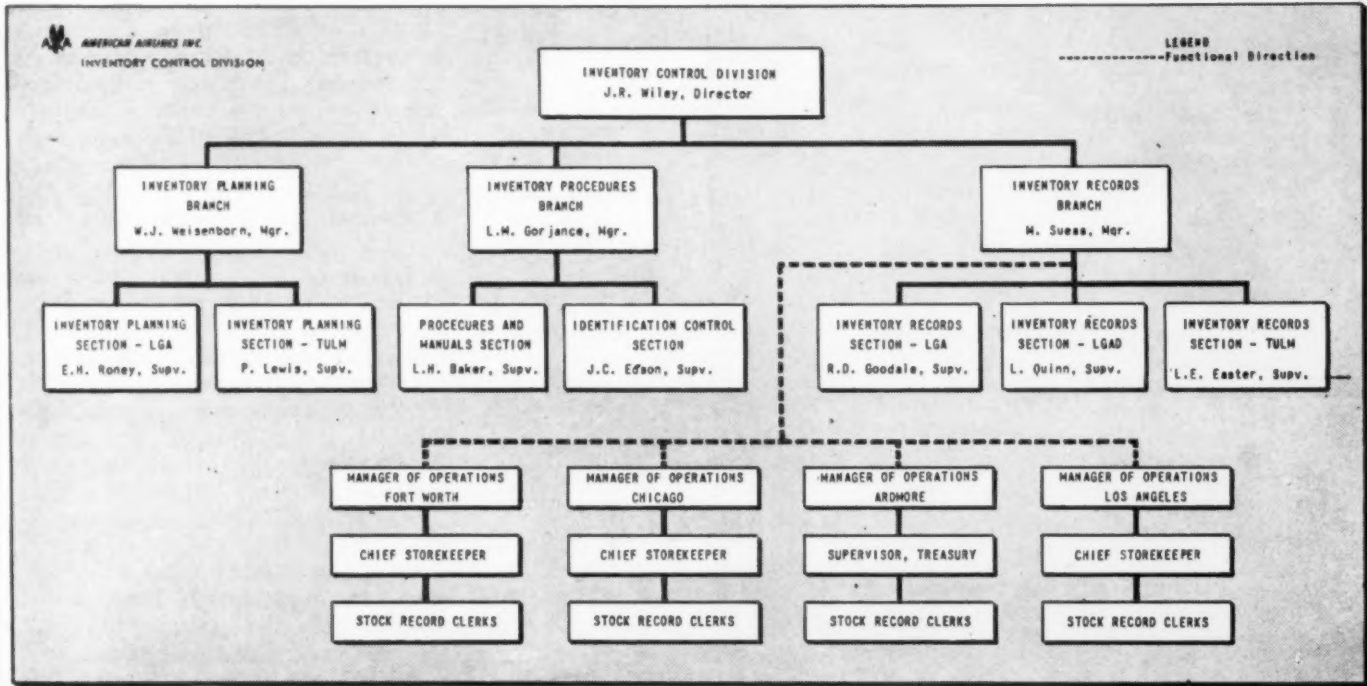 AMERICAN AIRLINES INC.
INVENTORY CONTROL DIVISION
LEGEND
Functional Direction
INVENTORY CONTROL DIVISION
J.R. Wiley, Director
INVENTORY PLANNING
BRANCH
W.J. Weisenborn, Mgr.
INVENTORY PROCEDURES
BRANCH
L.M. Gorjance, Mgr.
INVENTORY RECORDS
BRANCH
M. Suess, Mgr.
INVENTORY PLANNING
SECTION - LGA
E.H. Roney, Supv.
INVENTORY PLANNING
SECTION - TULM
P. Lewis, Supv.
PROCECURES AND
MANUALS SECTION
L.H. Baker, Supv.
IDENTIFICATION CONTROL
SECTION
J.C. Edson, Supv.
INVENTORY RECORDS
SECTION - LGA
R.D. Goodale, Supv.
INVENTORY RECORDS
SECTION - LGAD
L. Quinn, Supv.
INVENTORY RECORDS
SECTION - TULM
L.E. Easter, Supv.
MANAGER OF OPERATIONS
FORT WORTH
MANAGER OF OPERATIONS
CHICAGO
MANAGER OF OPERATIONS
ARDMORE
MANAGER OF OPERATIONS
LOS ANGELES
CHIEF STOREKEEPER
CHIEF STOREKEEPER
SUPERVISOR, TREASURY
CHIEF STOREKEEPER
STOCK RECORD CLERKS
STOCK RECORD CLERKS
STOCK RECORD CLERKS
STOCK RECORD CLERKS